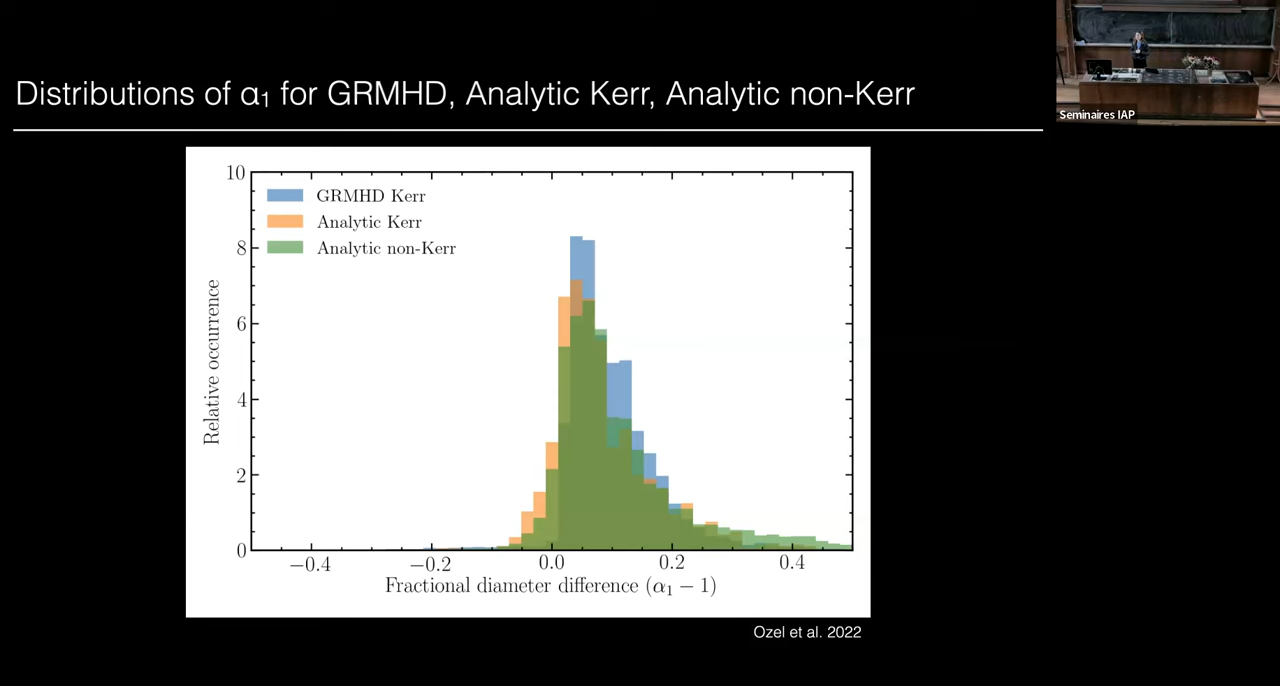 Distributions of α₁ for GRMHD, Analytic Kerr, Analytic non-Kerr
Seminaires IAP
GRMHD Kerr
Analytic Kerr
Analytic non-Kerr
Relative occurrence
10
8
6
4
2
0
−0.4 −0.2 0.0 0.2 0.4
Fractional diameter difference (α₁ − 1)
Ozel et al. 2022